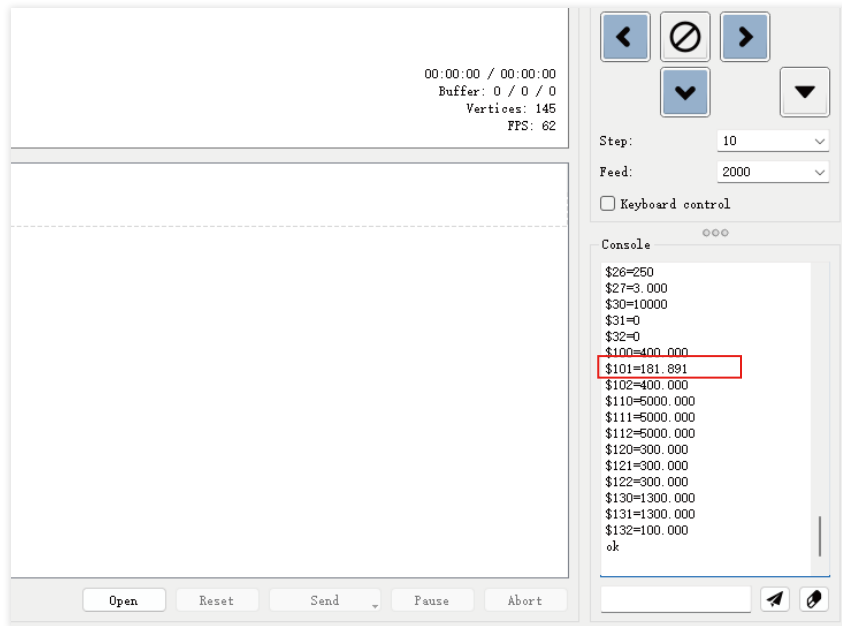 00:00:00 / 00:00:00
Buffer: 0 / 0 / 0
Vertices: 145
FPS: 62
Step: 10
Feed: 2000
Keyboard control
Console
$26=250
$27=3.000
$30=10000
$31=0
$32=0
$100=400.000
$101=181.891
$102=400.000
$110=5000.000
$111=5000.000
$112=5000.000
$120=300.000
$121=300.000
$122=300.000
$130=1300.000
$131=1300.000
$132=100.000
ok
Open Reset Send Pause Abort